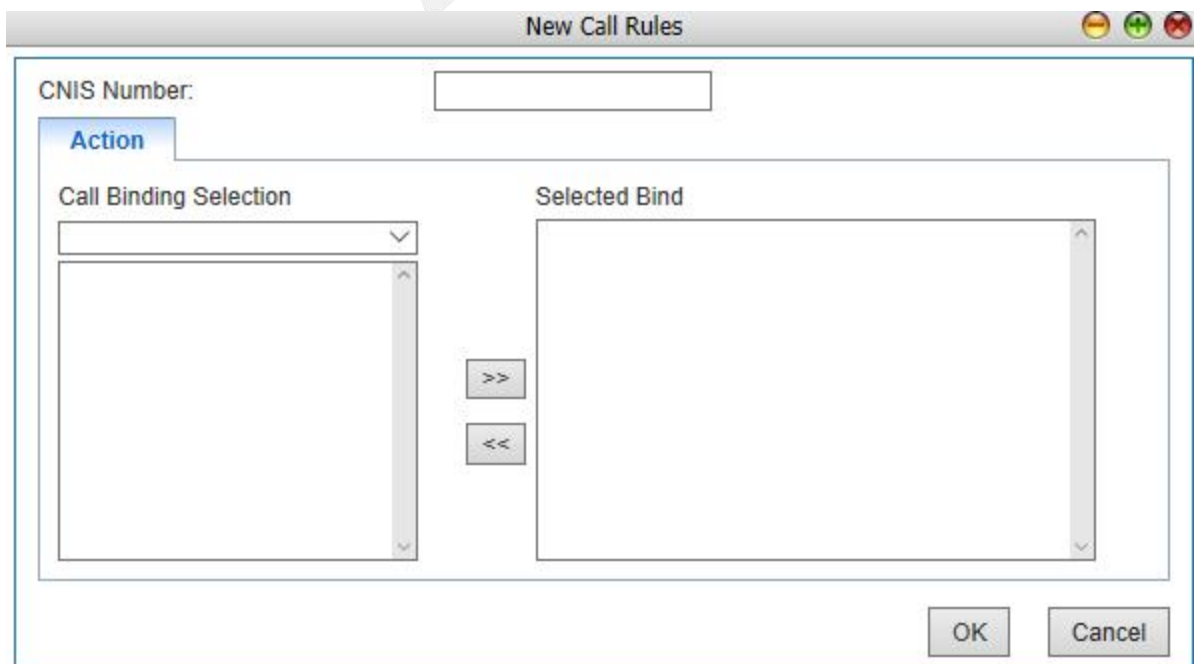 New Call Rules
CNIS Number:
Action
Call Binding Selection
Selected Bind
>>
<<
OK
Cancel